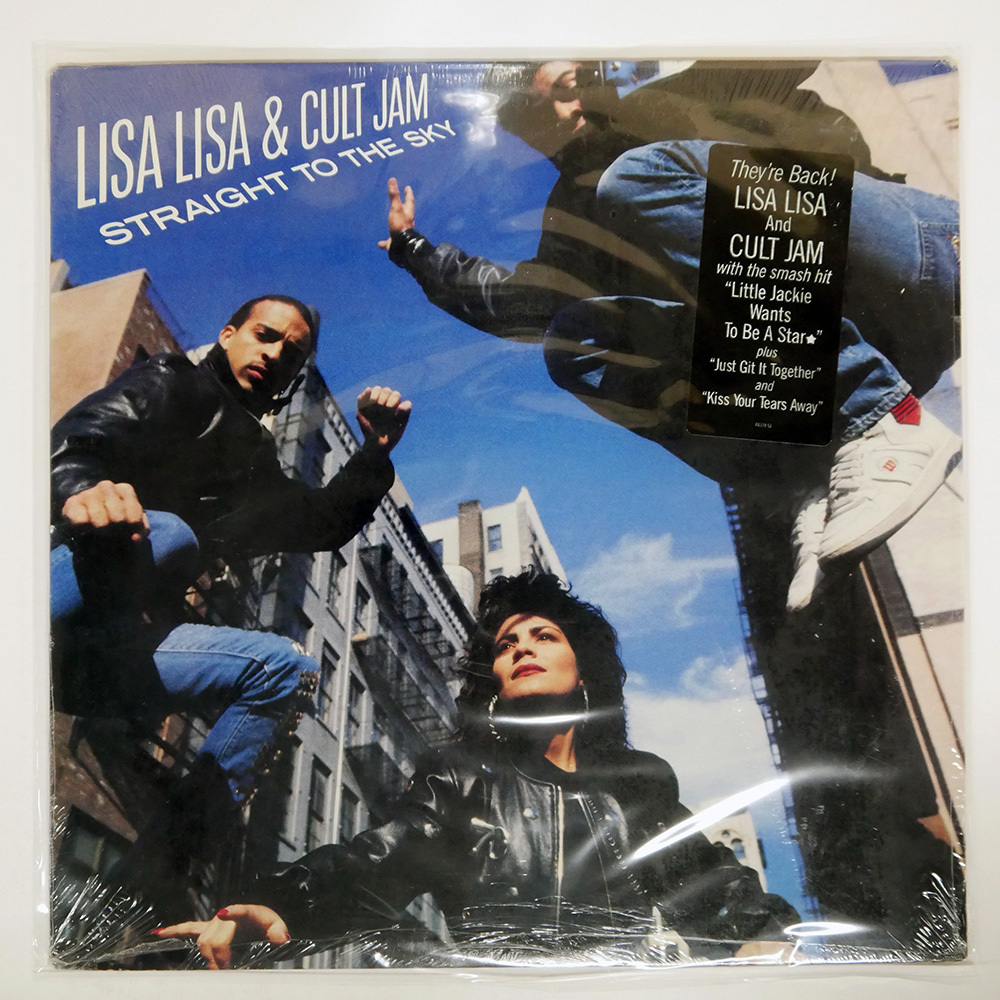 LISA LISA & CULT JAM
STRAIGHT TO THE SKY
They're Back!
LISA LISA
And
CULT JAM
with the smash hit
"Little Jackie
Wants
To Be A Star★"
plus
"Just Git It Together"
and
"Kiss Your Tears Away"